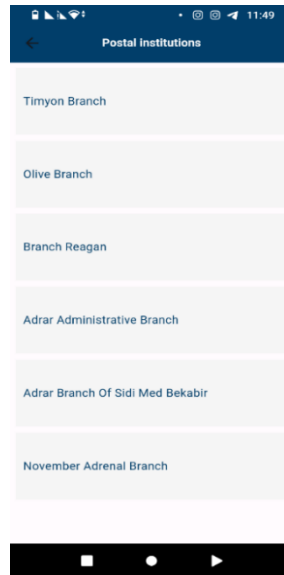 11:49
Postal institutions
Timyon Branch
Olive Branch
Branch Reagan
Adrar Administrative Branch
Adrar Branch Of Sidi Med Bekabir
November Adrenal Branch